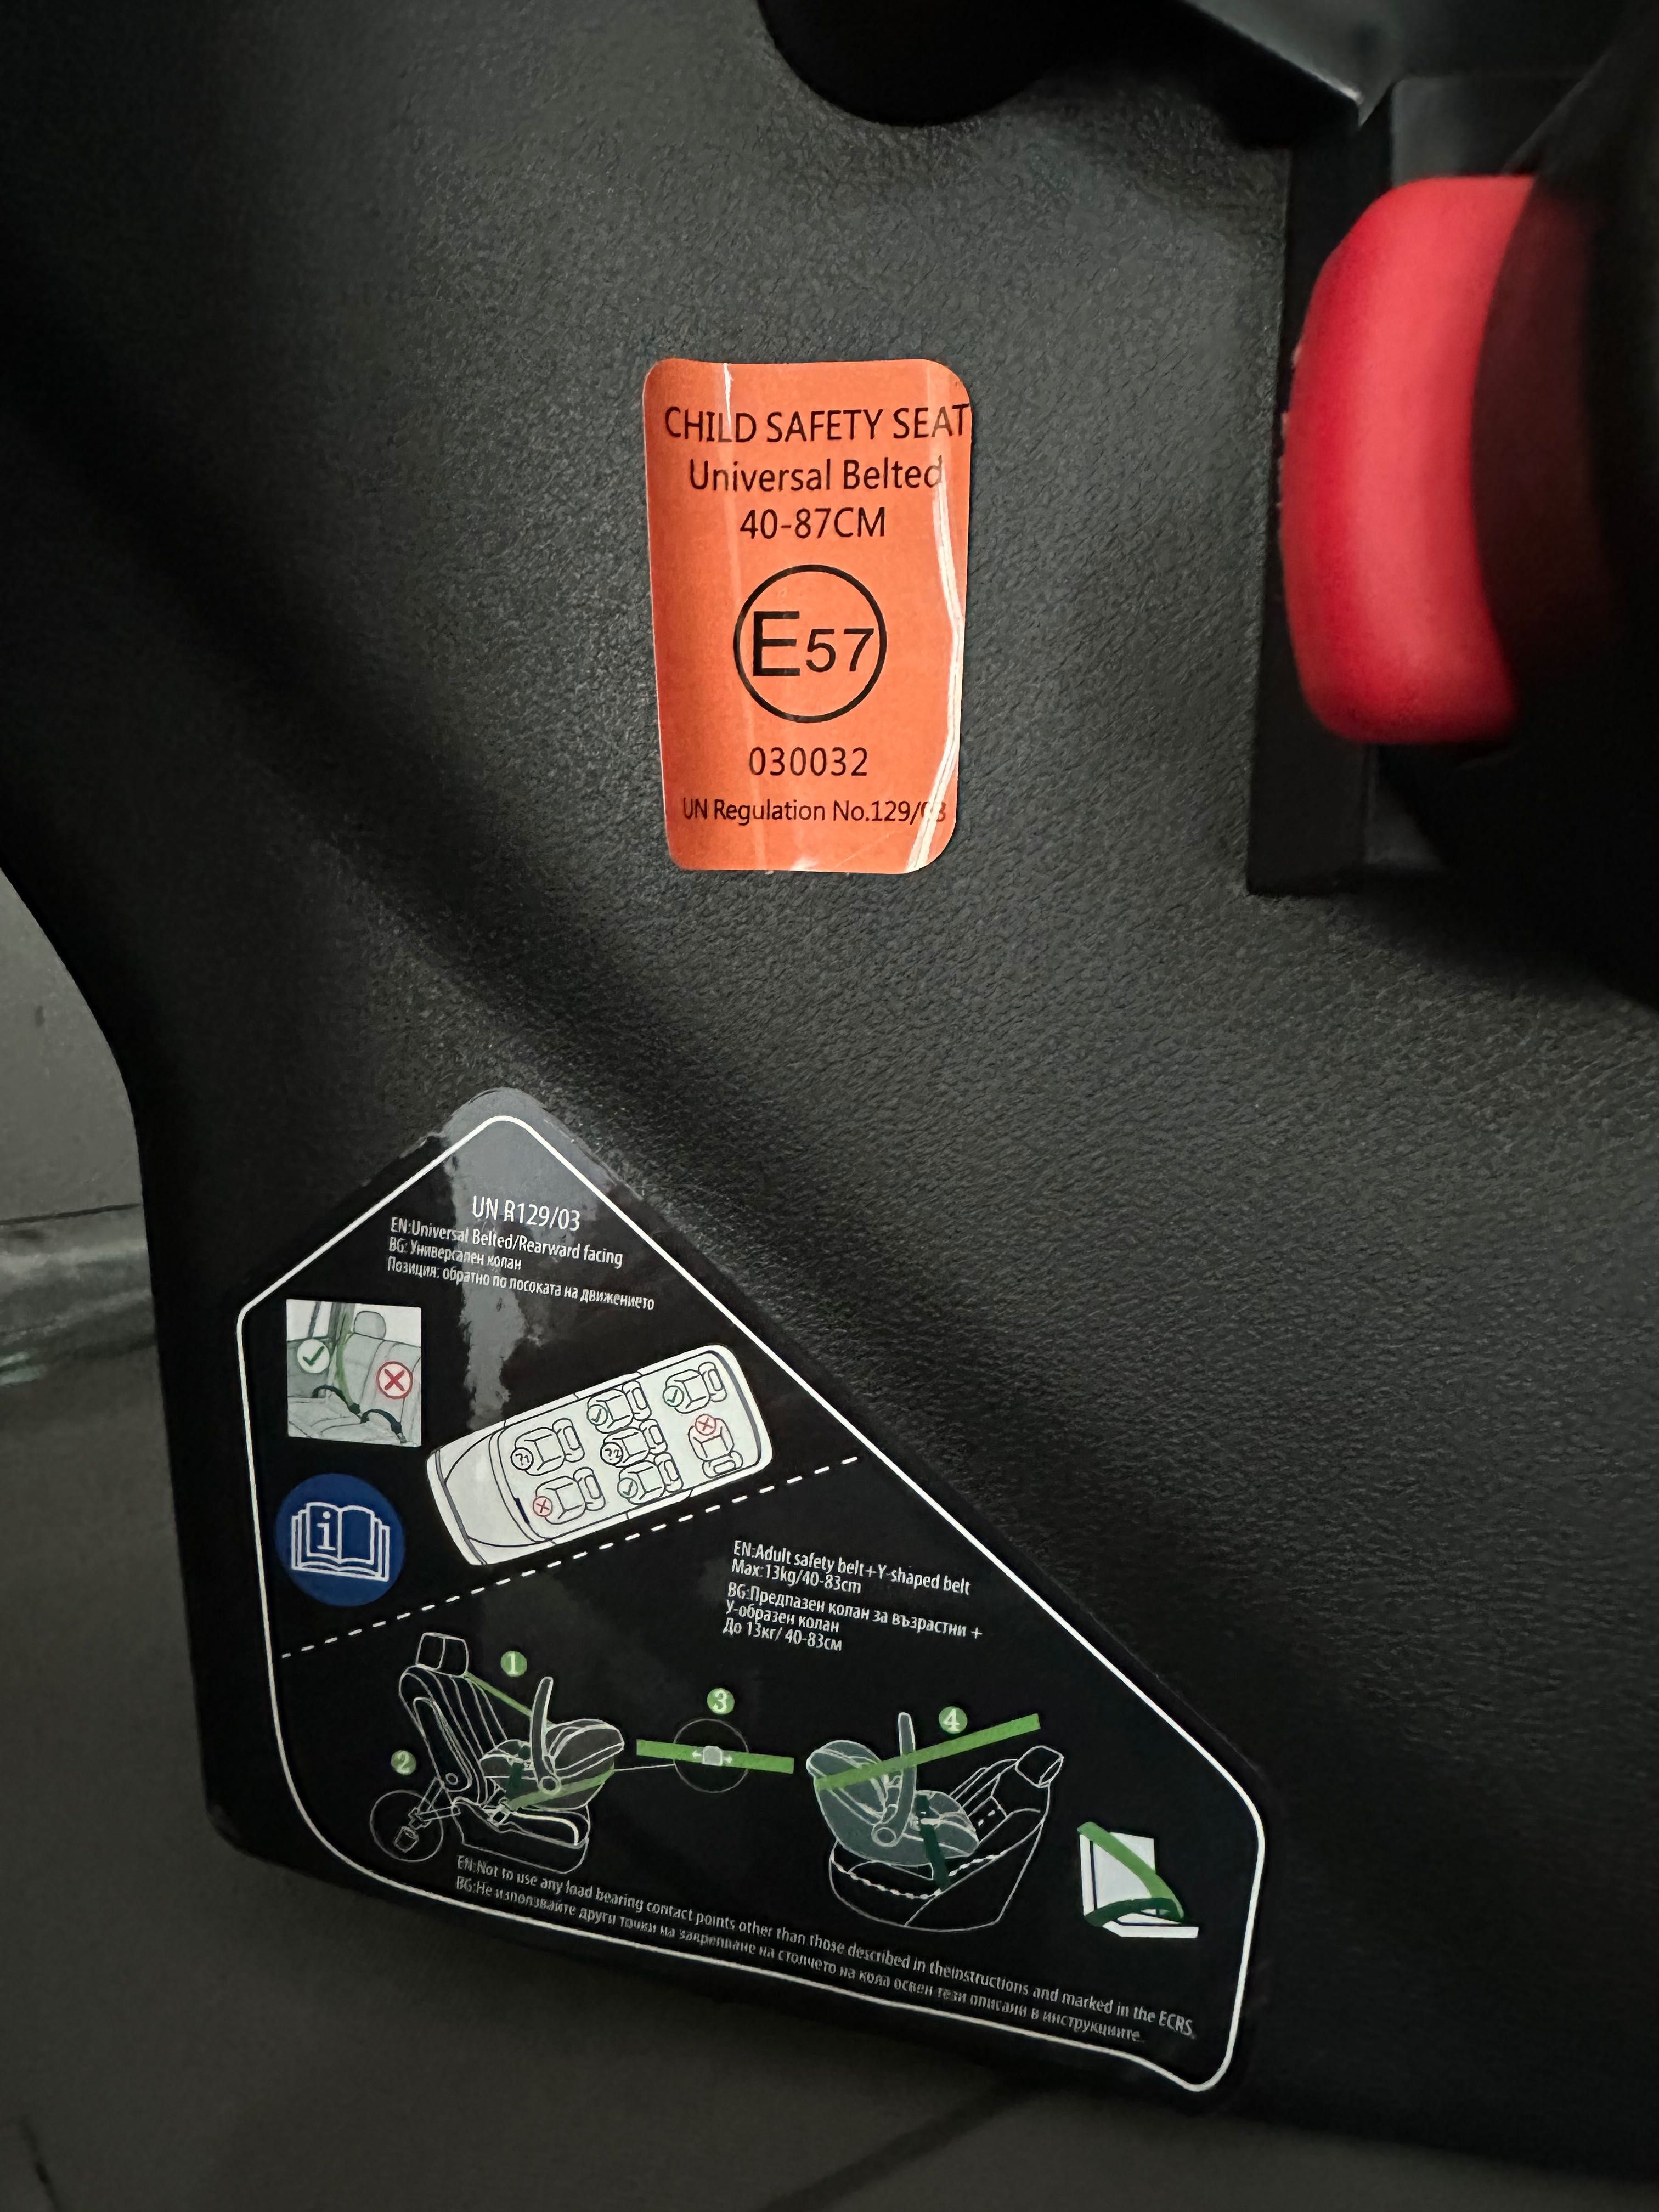 CHILD SAFETY SEAT
Universal Belted
40-87CM
E57
030032
UN Regulation No.129/03
UN R129/03
EN:Universal Belted/Rearward facing
BG: Универсален колан
Позиция: обратно по посоката на движението
?1
?2
i
EN:Adult safety belt+Y-shaped belt
Max:13kg/40-83cm
BG:Предпазен колан за възрастни +
У-образен колан
До 13кг/ 40-83см
1
2
3
4
EN:Not to use any load bearing contact points other than those described in theinstructions and marked in the ECRS.
BG:Не използвайте други точки на закрепване на столчето на кола освен тези описани в инструкциите.